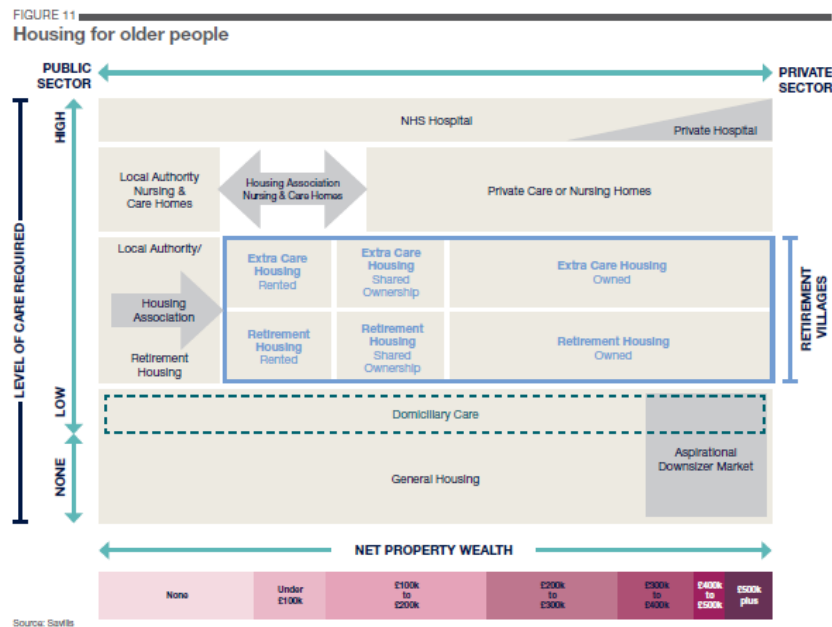 FIGURE 11
Housing for older people
PUBLIC
SECTOR
PRIVATE
SECTOR
LEVEL OF CARE REQUIRED
HIGH
LOW
NONE
NHS Hospital
Private Hospital
Local Authority
Nursing &
Care Homes
Housing Association
Nursing & Care Homes
Private Care or Nursing Homes
Local Authority/
Housing
Association
Retirement
Housing
Extra Care
Housing
Rented
Extra Care
Housing
Shared
Ownership
Extra Care Housing
Owned
Retirement
Housing
Rented
Retirement
Housing
Shared
Ownership
Retirement Housing
Owned
RETIREMENT
VILLAGES
Domiciliary Care
Aspirational
Downsizer Market
General Housing
NET PROPERTY WEALTH
None
Under
£100k
£100k
to
£200k
£200k
to
£300k
£300k
to
£400k
£400k
to
£500k
£500k
plus
Source: Savills